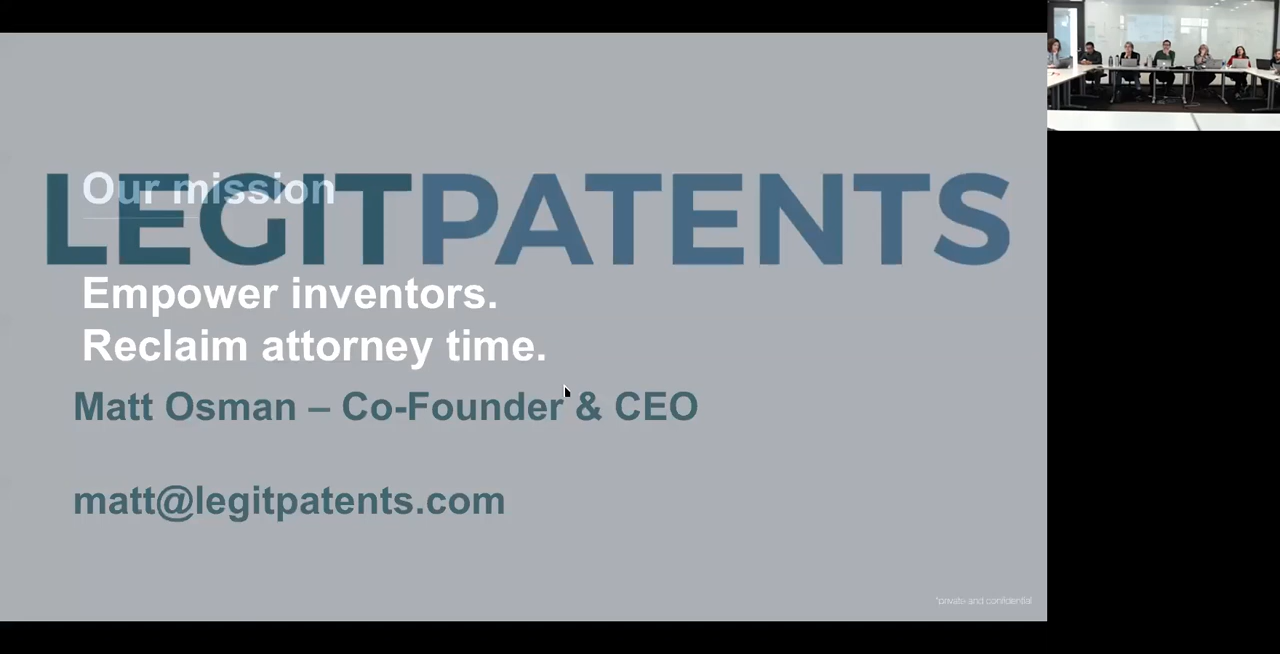 Our mission
LEGITPATENTS
Empower inventors.
Reclaim attorney time.
Matt Osman – Co-Founder & CEO
matt@legitpatents.com
*private and confidential